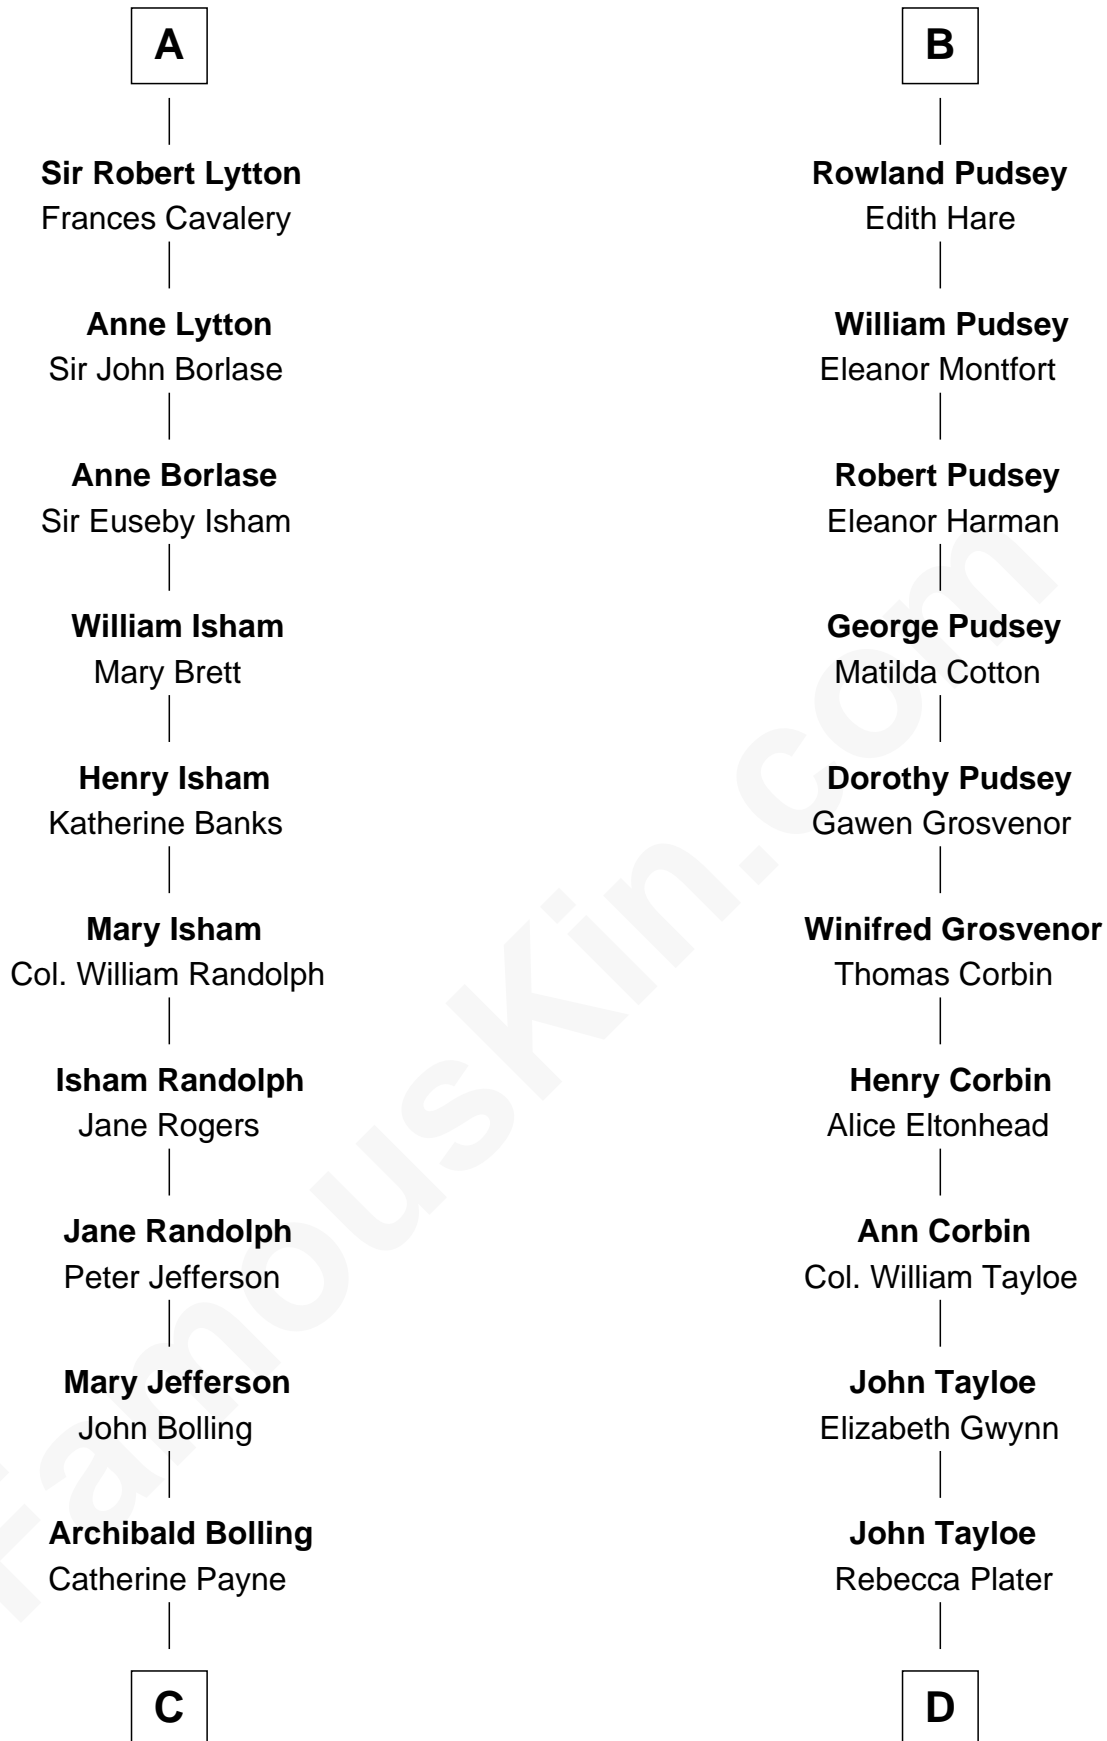 A
Sir Robert Lytton
Frances Cavalery
Anne Lytton
Sir John Borlase
Anne Borlase
Sir Euseby Isham
William Isham
Mary Brett
Henry Isham
Katherine Banks
Mary Isham
Col. William Randolph
Isham Randolph
Jane Rogers
Jane Randolph
Peter Jefferson
Mary Jefferson
John Bolling
Archibald Bolling
Catherine Payne
C
B
Rowland Pudsey
Edith Hare
William Pudsey
Eleanor Montfort
Robert Pudsey
Eleanor Harman
George Pudsey
Matilda Cotton
Dorothy Pudsey
Gawen Grosvenor
Winifred Grosvenor
Thomas Corbin
Henry Corbin
Alice Eltonhead
Ann Corbin
Col. William Tayloe
John Tayloe
Elizabeth Gwynn
John Tayloe
Rebecca Plater
D
FamousKin.com